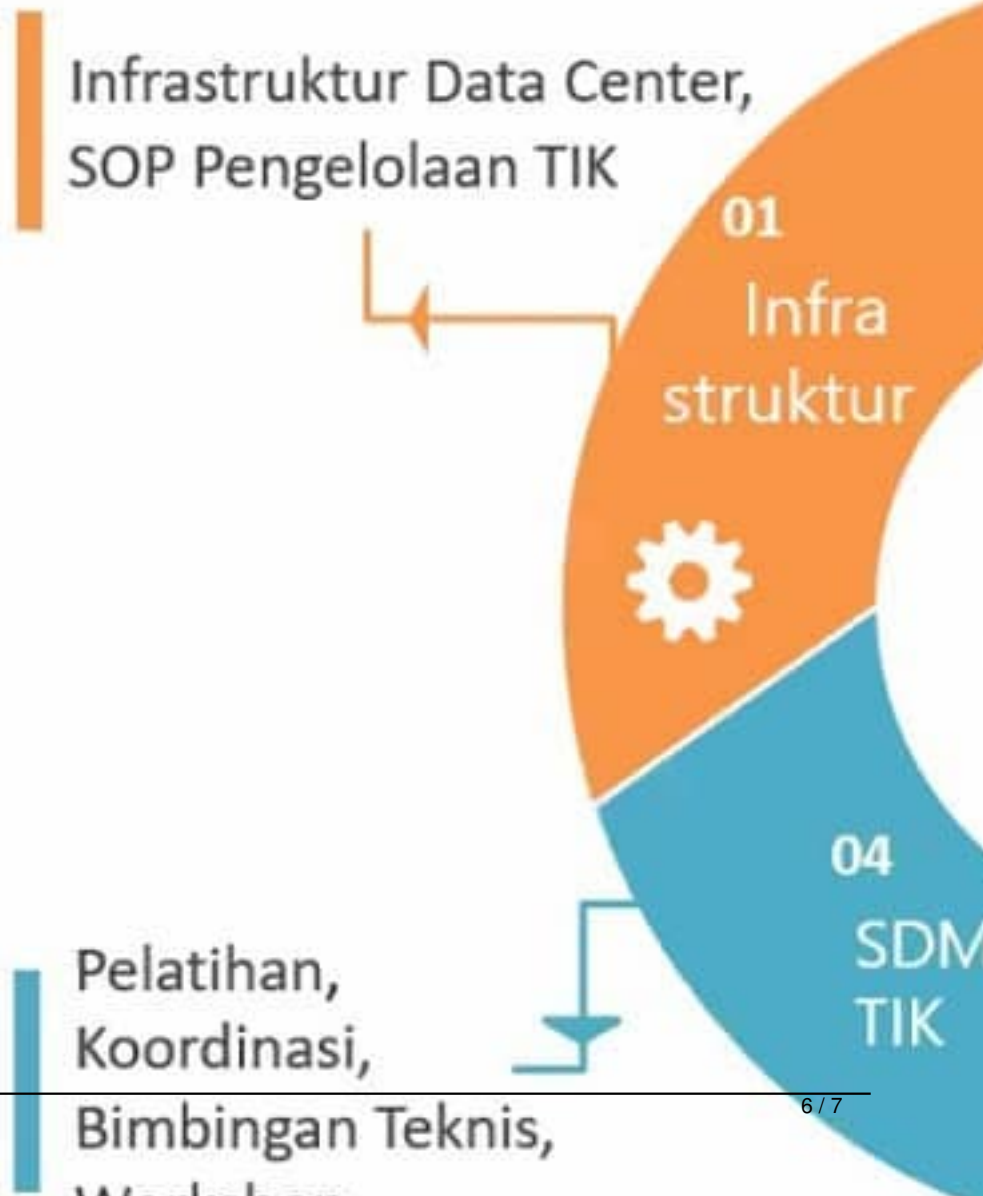 Infrastruktur Data Center,
SOP Pengelolaan TIK
01
Infra
struktur
04
SDM
TIK
Pelatihan,
Koordinasi,
Bimbingan Teknis,
6 / 7